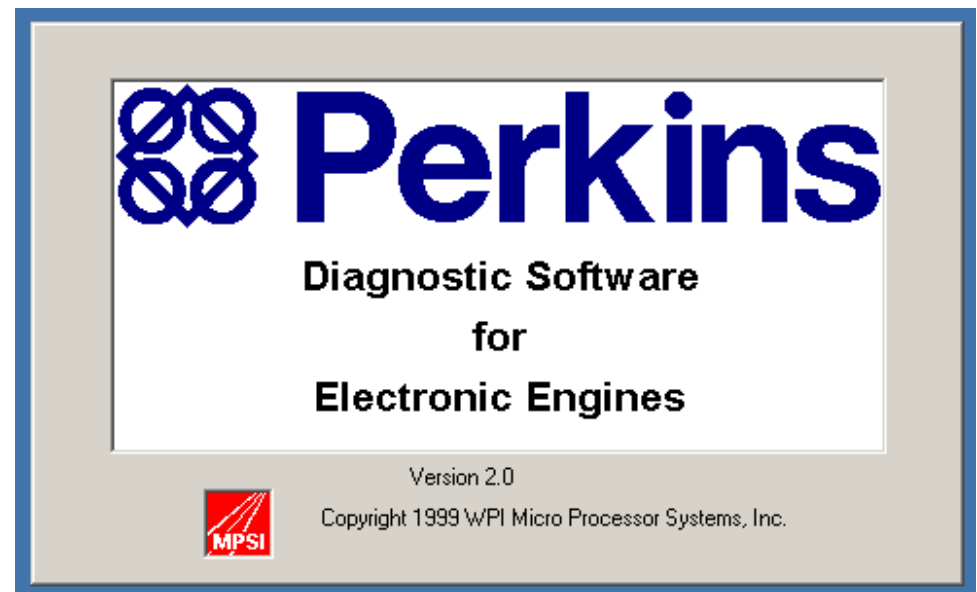 Perkins
Diagnostic Software
for
Electronic Engines
Version 2.0
Copyright 1999 WPI Micro Processor Systems, Inc.
MPSI